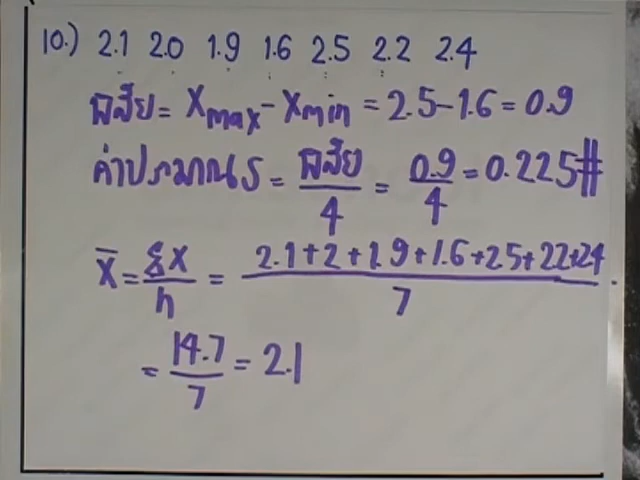 10.) 2.1 2.0 1.9 1.6 2.5 2.2 2.4
พิสัย = Xmax - Xmin = 2.5 - 1.6 = 0.9
ค่าประมาณ S = พิสัย/4 = 0.9/4 = 0.225#
X̄ = ΣX/n = 2.1+2+1.9+1.6+2.5+2.2+2.4/7
= 14.7/7 = 2.1